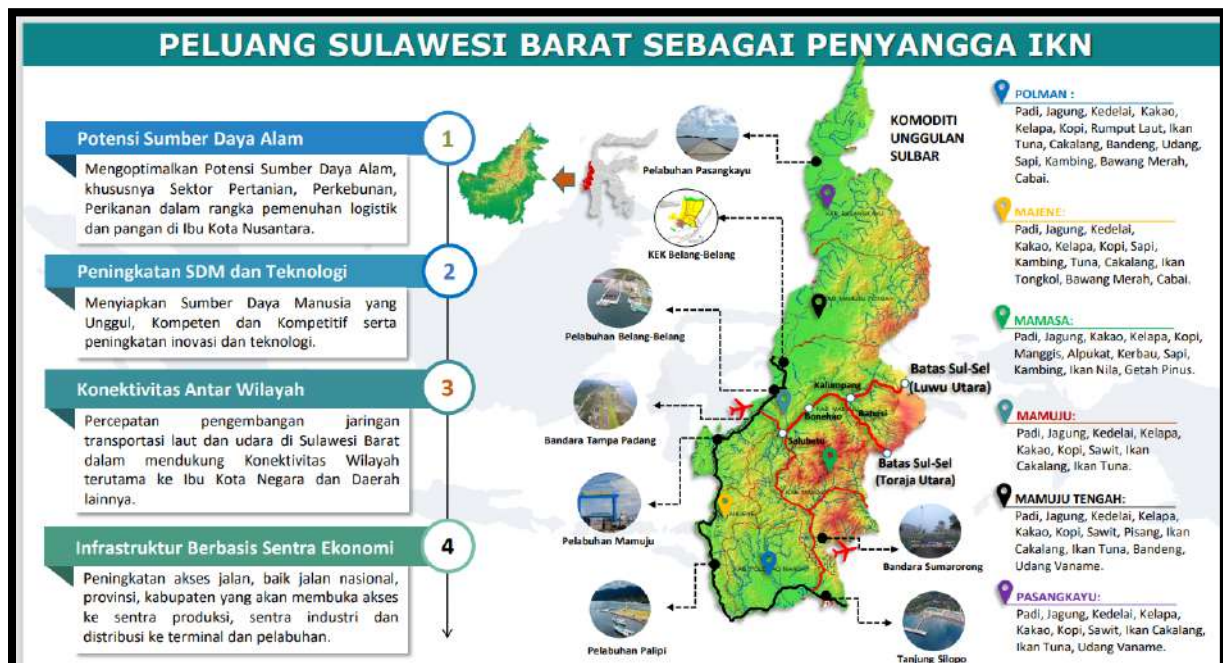 PELUANG SULAWESI BARAT SEBAGAI PENYANGGA IKN
Potensi Sumber Daya Alam
1
Mengoptimalkan Potensi Sumber Daya Alam,
khususnya Sektor Pertanian, Perkebunan,
Perikanan dalam rangka pemenuhan logistik
dan pangan di Ibu Kota Nusantara.
Peningkatan SDM dan Teknologi
2
Menyiapkan Sumber Daya Manusia yang
Unggul, Kompeten dan Kompetitif serta
peningkatan inovasi dan teknologi.
Konektivitas Antar Wilayah
3
Percepatan pengembangan jaringan
transportasi laut dan udara di Sulawesi Barat
dalam mendukung Konektivitas Wilayah
terutama ke Ibu Kota Negara dan Daerah
lainnya.
Infrastruktur Berbasis Sentra Ekonomi
4
Peningkatan akses jalan, baik jalan nasional,
provinsi, kabupaten yang akan membuka akses
ke sentra produksi, sentra industri dan
distribusi ke terminal dan pelabuhan.
Pelabuhan Pasangkayu
KEK Belang-Belang
Pelabuhan Belang-Belang
Bandara Tampa Padang
Pelabuhan Mamuju
Pelabuhan Palipi
KOMODITI
UNGGULAN
SULBAR
Kalumpang
Bonehau
Salubatu
Batas Sul-Sel
(Luwu Utara)
Batas Sul-Sel
(Toraja Utara)
Bandara Sumarorong
Tanjung Silopo
POLMAN :
Padi, Jagung, Kedelai, Kakao,
Kelapa, Kopi, Rumput Laut, Ikan
Tuna, Cakalang, Bandeng, Udang,
Sapi, Kambing, Bawang Merah,
Cabai.
MAJENE:
Padi, Jagung, Kedelai,
Kakao, Kelapa, Kopi, Sapi,
Kambing, Tuna, Cakalang, Ikan
Tongkol, Bawang Merah, Cabai.
MAMASA:
Padi, Jagung, Kakao, Kelapa, Kopi,
Manggis, Alpukat, Kerbau, Sapi,
Kambing, Ikan Nila, Getah Pinus.
MAMUJU:
Padi, Jagung, Kedelai, Kelapa,
Kakao, Kopi, Sawit, Ikan
Cakalang, Ikan Tuna.
MAMUJU TENGAH:
Padi, Jagung, Kedelai, Kelapa,
Kakao, Kopi, Sawit, Pisang, Ikan
Cakalang, Ikan Tuna, Bandeng,
Udang Vaname.
PASANGKAYU:
Padi, Jagung, Kedelai, Kelapa,
Kakao, Kopi, Sawit, Ikan Cakalang,
Ikan Tuna, Udang Vaname.